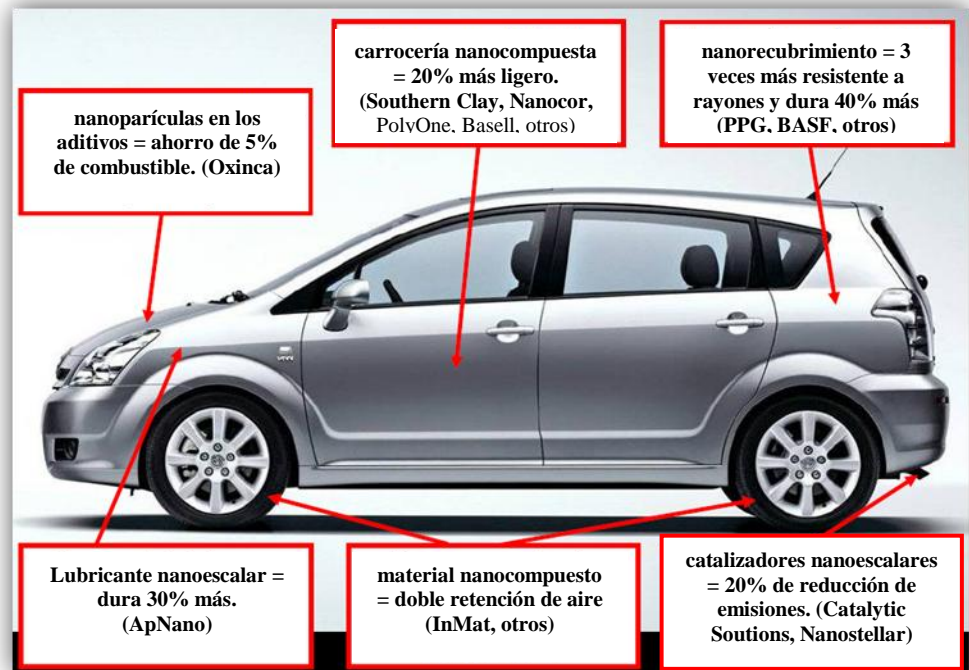 carrocería nanocompuesta
= 20% más ligero.
(Southern Clay, Nanocor,
PolyOne, Basell, otros)
nanorecubrimiento = 3
veces más resistente a
rayones y dura 40% más
(PPG, BASF, otros)
nanoparículas en los
aditivos = ahorro de 5%
de combustible. (Oxinca)
Lubricante nanoescalar =
dura 30% más.
(ApNano)
material nanocompuesto
= doble retención de aire
(InMat, otros)
catalizadores nanoescalares
= 20% de reducción de
emisiones. (Catalytic
Soutions, Nanostellar)